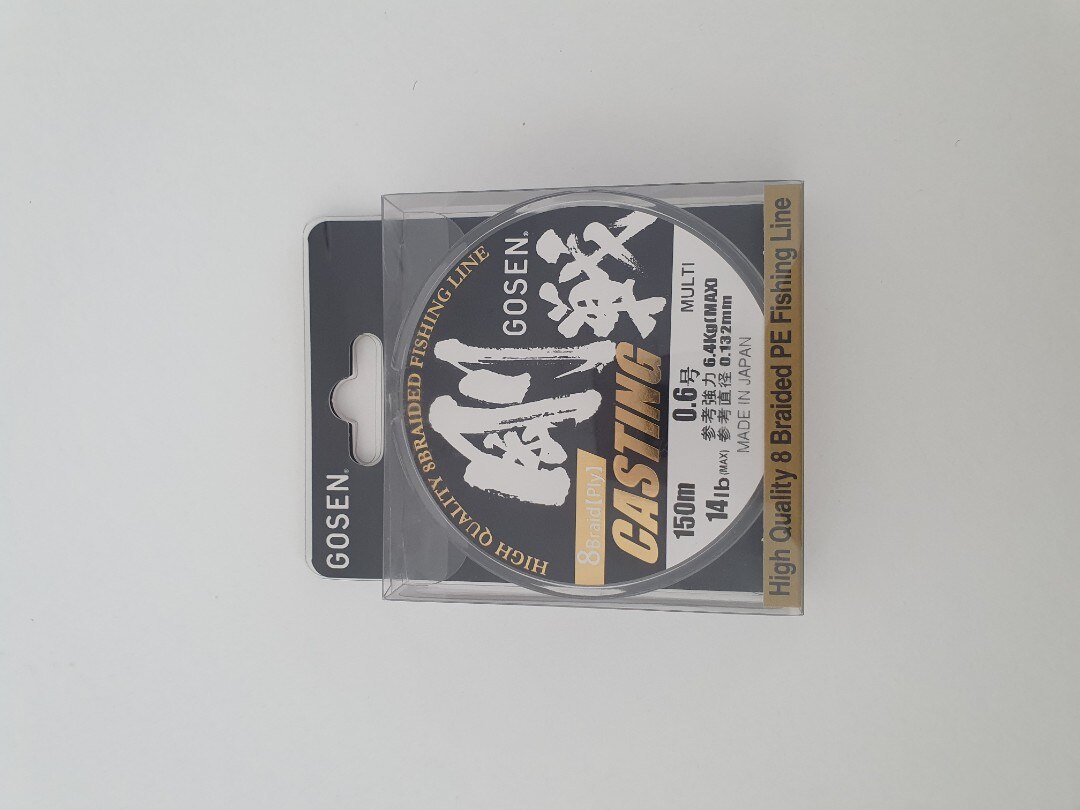 GOSEN®
HIGH QUALITY 8BRAIDED FISHING LINE
GOSEN®
剛戦
8Braid[Ply]
CASTING
150m 0.6号 MULTI
14lb(MAX) 参考強力 6.4Kg(MAX)
参考直径 0.132mm
MADE IN JAPAN
High Quality 8 Braided PE Fishing Line